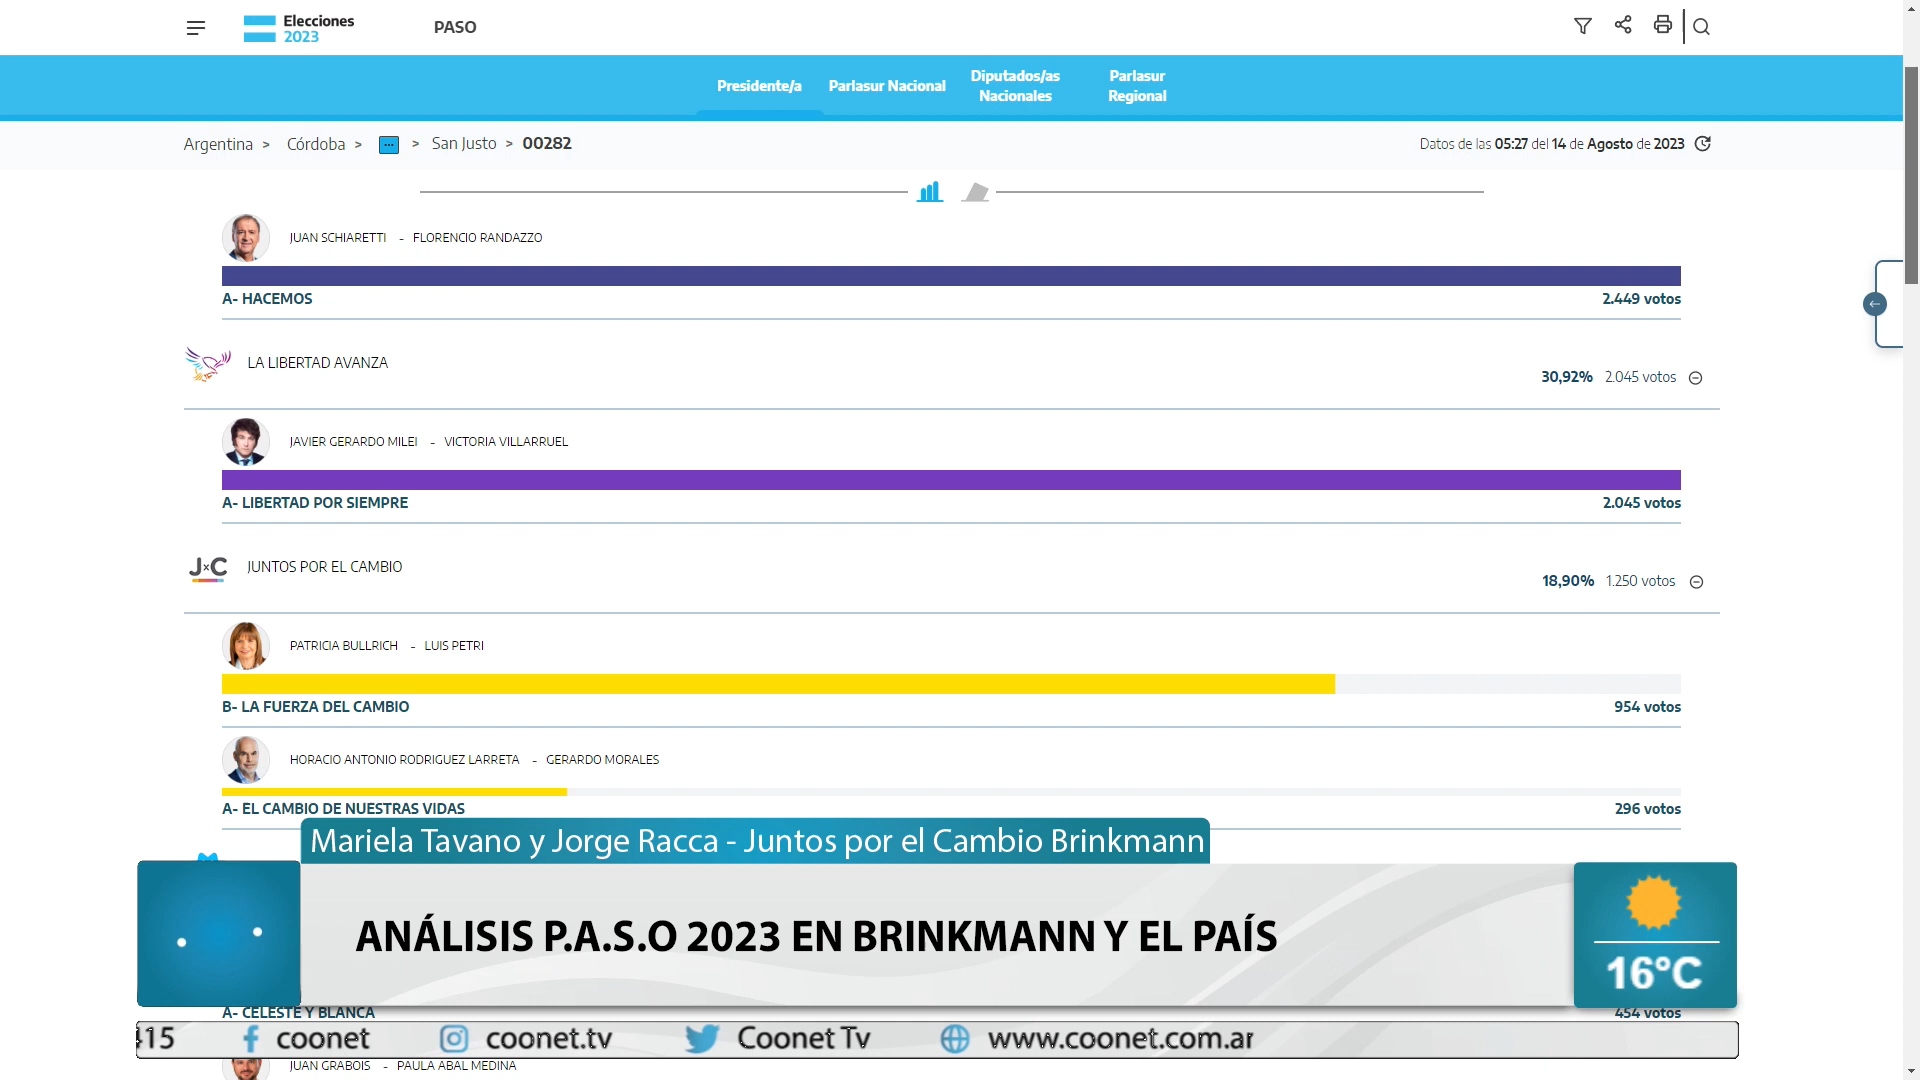 Elecciones
2023
PASO
Presidente/a
Parlasur Nacional
Diputados/as
Nacionales
Parlasur
Regional
Argentina > Córdoba > ... > San Justo > 00282
Datos de las 05:27 del 14 de Agosto de 2023
JUAN SCHIARETTI - FLORENCIO RANDAZZO
A- HACEMOS
2.449 votos
LA LIBERTAD AVANZA
30,92% 2.045 votos
JAVIER GERARDO MILEI - VICTORIA VILLARRUEL
A- LIBERTAD POR SIEMPRE
2.045 votos
JxC
JUNTOS POR EL CAMBIO
18,90% 1.250 votos
PATRICIA BULLRICH - LUIS PETRI
B- LA FUERZA DEL CAMBIO
954 votos
HORACIO ANTONIO RODRIGUEZ LARRETA - GERARDO MORALES
A- EL CAMBIO DE NUESTRAS VIDAS
296 votos
Mariela Tavano y Jorge Racca - Juntos por el Cambio Brinkmann
ANÁLISIS P.A.S.O 2023 EN BRINKMANN Y EL PAÍS
16°C
A- CELESTE Y BLANCA
454 votos
415 coonet coonet.tv Coonet Tv www.coonet.com.ar
JUAN GRABOIS - PAULA ABAL MEDINA